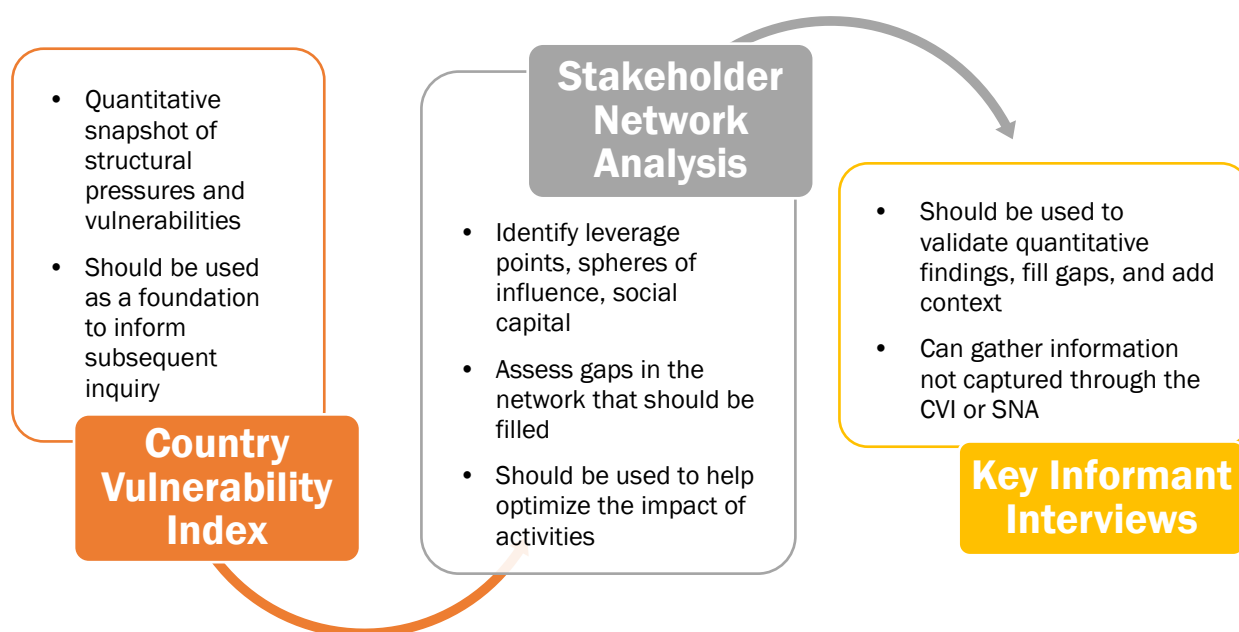 • Quantitative
snapshot of
structural
pressures and
vulnerabilities
• Should be used
as a foundation
to inform
subsequent
inquiry
Country
Vulnerability
Index
Stakeholder
Network
Analysis
• Identify leverage
points, spheres of
influence, social
capital
• Assess gaps in the
network that should be
filled
• Should be used to help
optimize the impact of
activities
• Should be used to
validate quantitative
findings, fill gaps, and add
context
• Can gather information
not captured through the
CVI or SNA
Key Informant
Interviews